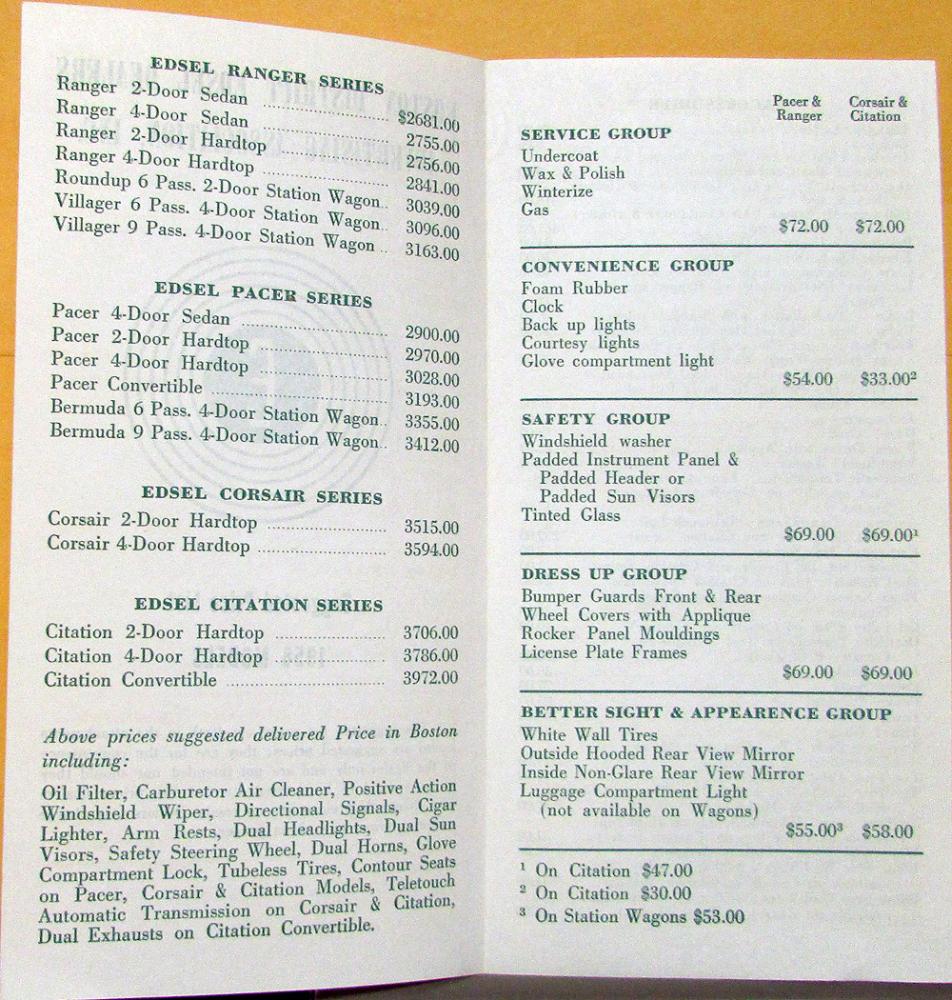 EDSEL RANGER SERIES
Ranger 2-Door Sedan ........ $2681.00
Ranger 4-Door Sedan ........ 2755.00
Ranger 2-Door Hardtop ........ 2756.00
Ranger 4-Door Hardtop ........ 2841.00
Roundup 6 Pass. 2-Door Station Wagon.. 3039.00
Villager 6 Pass. 4-Door Station Wagon.. 3096.00
Villager 9 Pass. 4-Door Station Wagon .. 3163.00
EDSEL PACER SERIES
Pacer 4-Door Sedan ........ 2900.00
Pacer 2-Door Hardtop ........ 2970.00
Pacer 4-Door Hardtop ........ 3028.00
Pacer Convertible ........ 3193.00
Bermuda 6 Pass. 4-Door Station Wagon.. 3355.00
Bermuda 9 Pass. 4-Door Station Wagon.. 3412.00
EDSEL CORSAIR SERIES
Corsair 2-Door Hardtop ........ 3515.00
Corsair 4-Door Hardtop ........ 3594.00
EDSEL CITATION SERIES
Citation 2-Door Hardtop ........ 3706.00
Citation 4-Door Hardtop ........ 3786.00
Citation Convertible ........ 3972.00
Above prices suggested delivered Price in Boston
including:
Oil Filter, Carburetor Air Cleaner, Positive Action
Windshield Wiper, Directional Signals, Cigar
Lighter, Arm Rests, Dual Headlights, Dual Sun
Visors, Safety Steering Wheel, Dual Horns, Glove
Compartment Lock, Tubeless Tires, Contour Seats
on Pacer, Corsair & Citation Models, Teletouch
Automatic Transmission on Corsair & Citation,
Dual Exhausts on Citation Convertible.
Pacer & Corsair &
Ranger Citation
SERVICE GROUP
Undercoat
Wax & Polish
Winterize
Gas
$72.00 $72.00
CONVENIENCE GROUP
Foam Rubber
Clock
Back up lights
Courtesy lights
Glove compartment light
$54.00 $33.00²
SAFETY GROUP
Windshield washer
Padded Instrument Panel &
Padded Header or
Padded Sun Visors
Tinted Glass
$69.00 $69.00¹
DRESS UP GROUP
Bumper Guards Front & Rear
Wheel Covers with Applique
Rocker Panel Mouldings
License Plate Frames
$69.00 $69.00
BETTER SIGHT & APPEARENCE GROUP
White Wall Tires
Outside Hooded Rear View Mirror
Inside Non-Glare Rear View Mirror
Luggage Compartment Light
(not available on Wagons)
$55.00³ $58.00
¹ On Citation $47.00
² On Citation $30.00
³ On Station Wagons $53.00